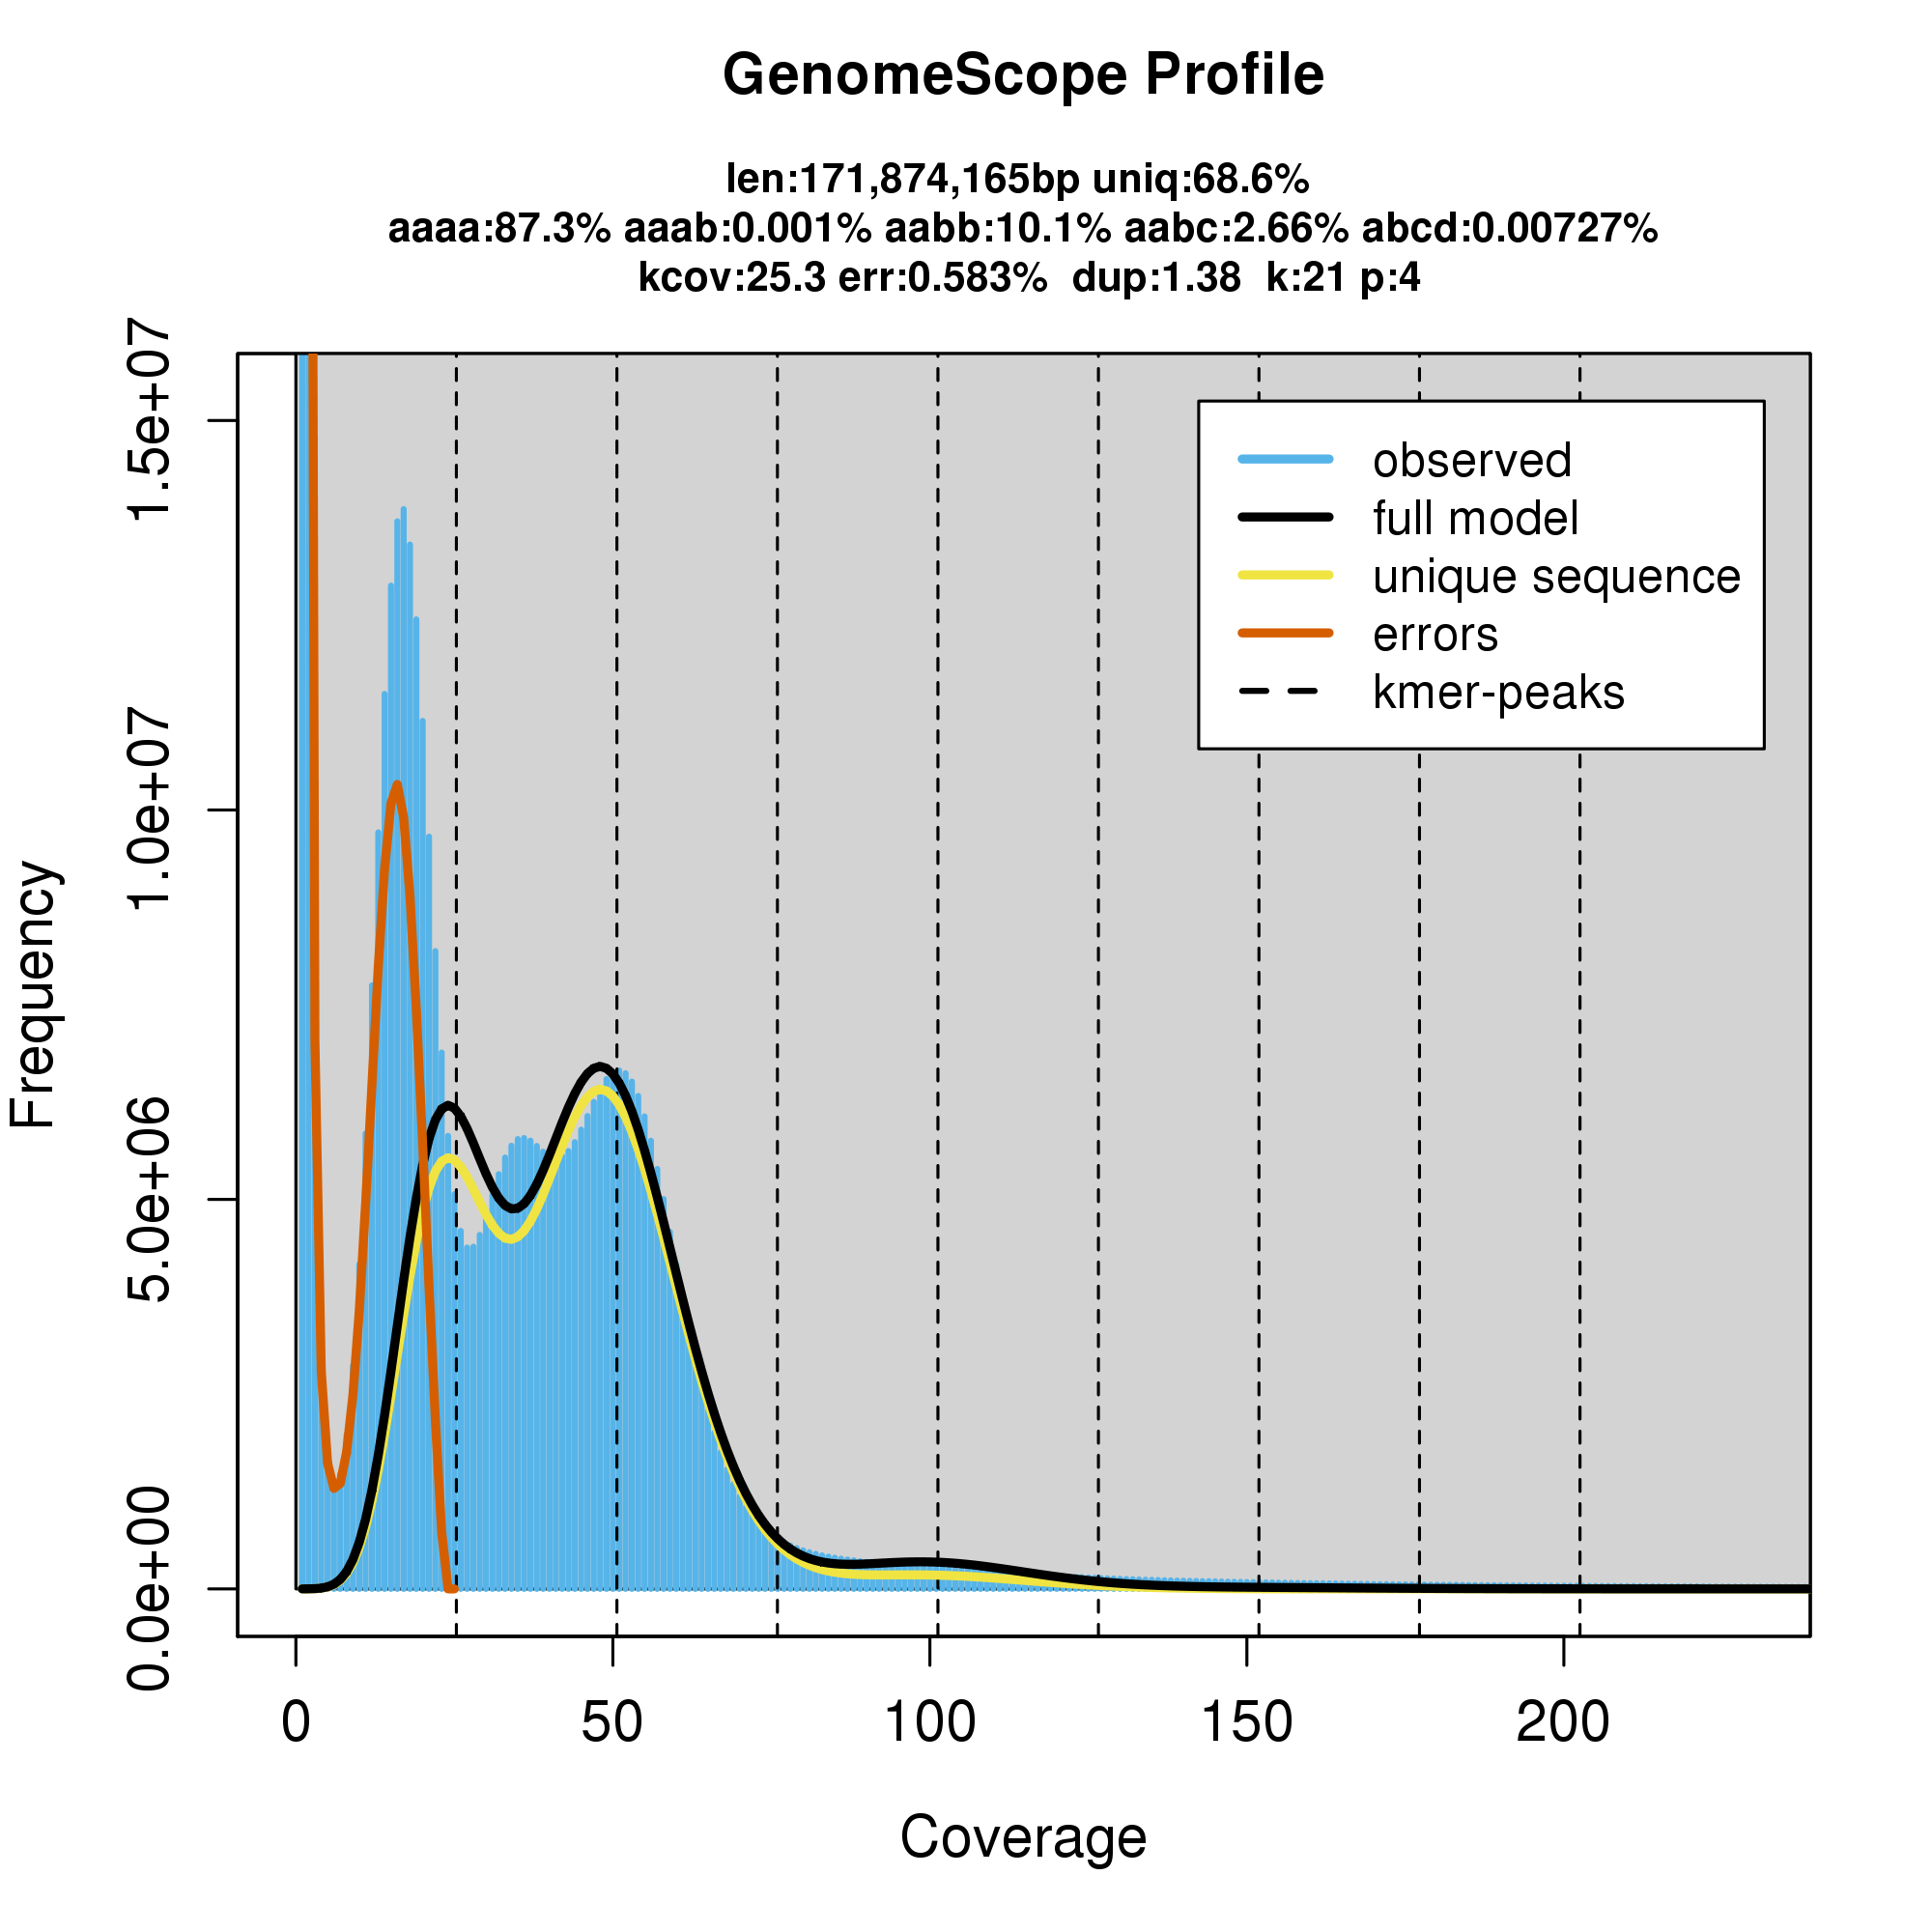 GenomeScope Profile
len:171,874,165bp uniq:68.6%
aaaa:87.3% aaab:0.001% aabb:10.1% aabc:2.66% abcd:0.00727%
kcov:25.3 err:0.583% dup:1.38 k:21 p:4
observed
full model
unique sequence
errors
kmer-peaks
Frequency
1.5e+07
1.0e+07
5.0e+06
0.0e+00
0 50 100 150 200
Coverage